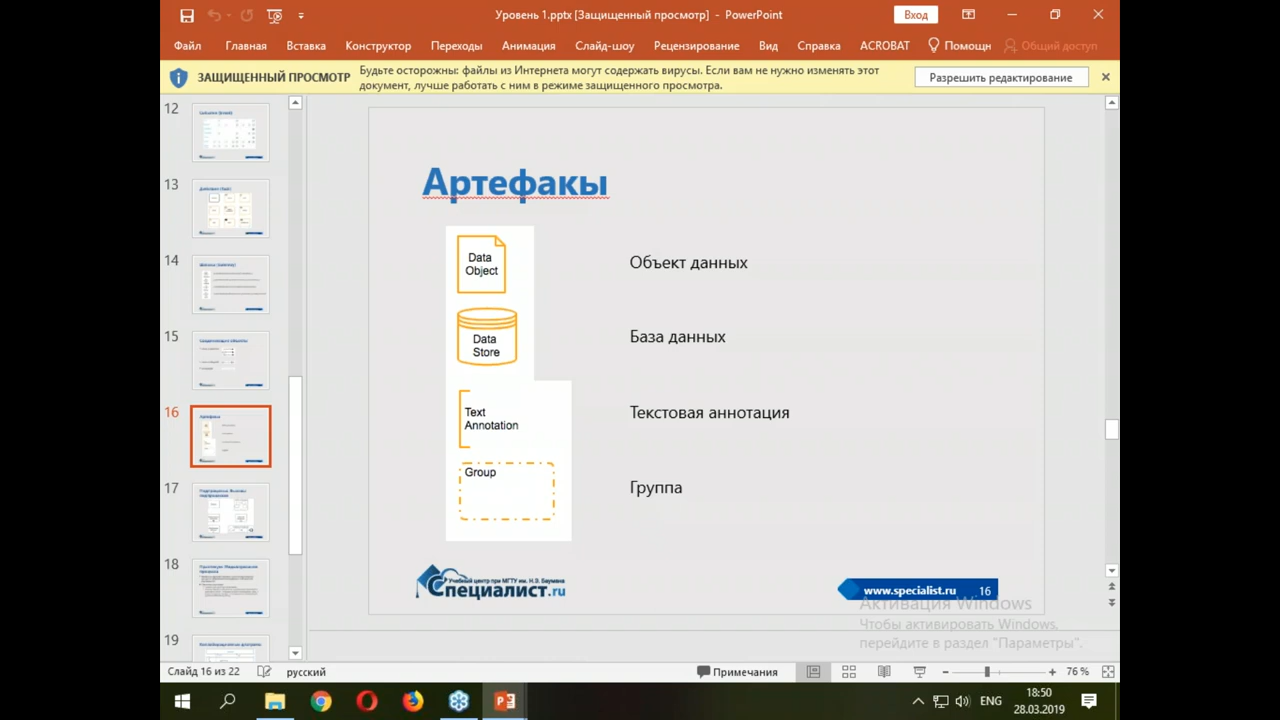 Уровень 1.pptx [Защищенный просмотр] - PowerPoint
Вход
Файл Главная Вставка Конструктор Переходы Анимация Слайд-шоу Рецензирование Вид Справка ACROBAT Помощн Общий доступ
ЗАЩИЩЕННЫЙ ПРОСМОТР
Будьте осторожны: файлы из Интернета могут содержать вирусы. Если вам не нужно изменять этот
документ, лучше работать с ним в режиме защищенного просмотра.
Разрешить редактирование
12
13
14
15
16
17
18
19
Артефакы
Data
Object
Объект данных
Data
Store
База данных
Text
Annotation
Текстовая аннотация
Group
Группа
Учебный центр при МГТУ им. Н.Э. Баумана
Специалист.ru
www.specialist.ru 16
Активация Windows
Чтобы активировать Windows,
перейдите в раздел "Параметры".
Слайд 16 из 22 русский Примечания 76 %
ENG
18:50
28.03.2019